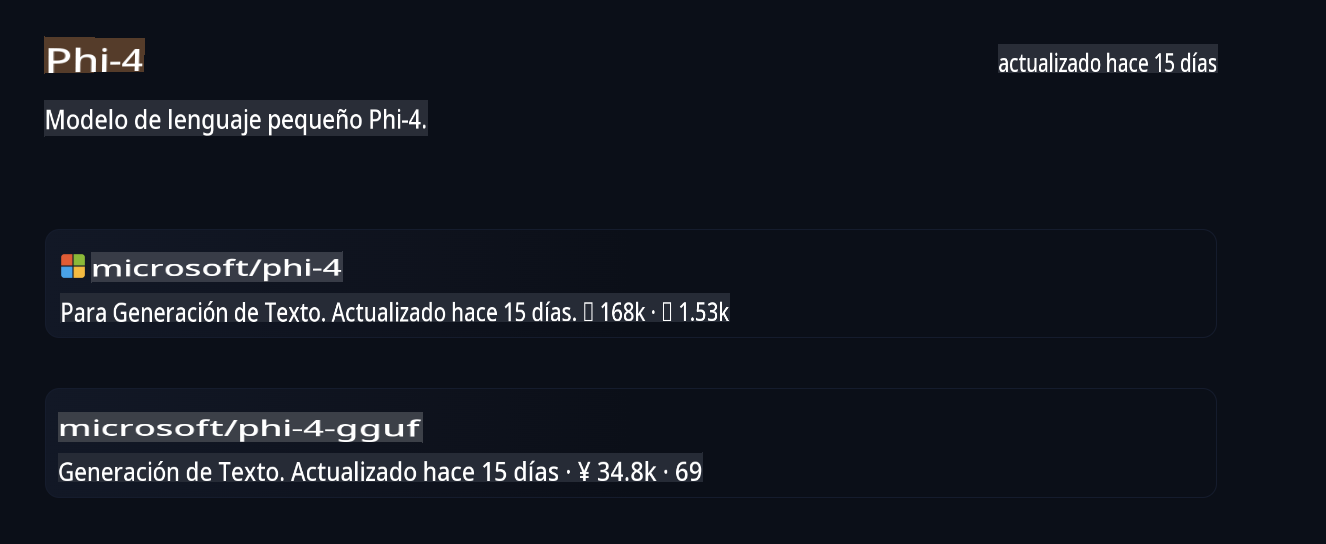 Phi-4
actualizado hace 15 días
Modelo de lenguaje pequeño Phi-4.
microsoft/phi-4
Para Generación de Texto. Actualizado hace 15 días. ▯ 168k · ▯ 1.53k
microsoft/phi-4-gguf
Generación de Texto. Actualizado hace 15 días · ¥ 34.8k · 69